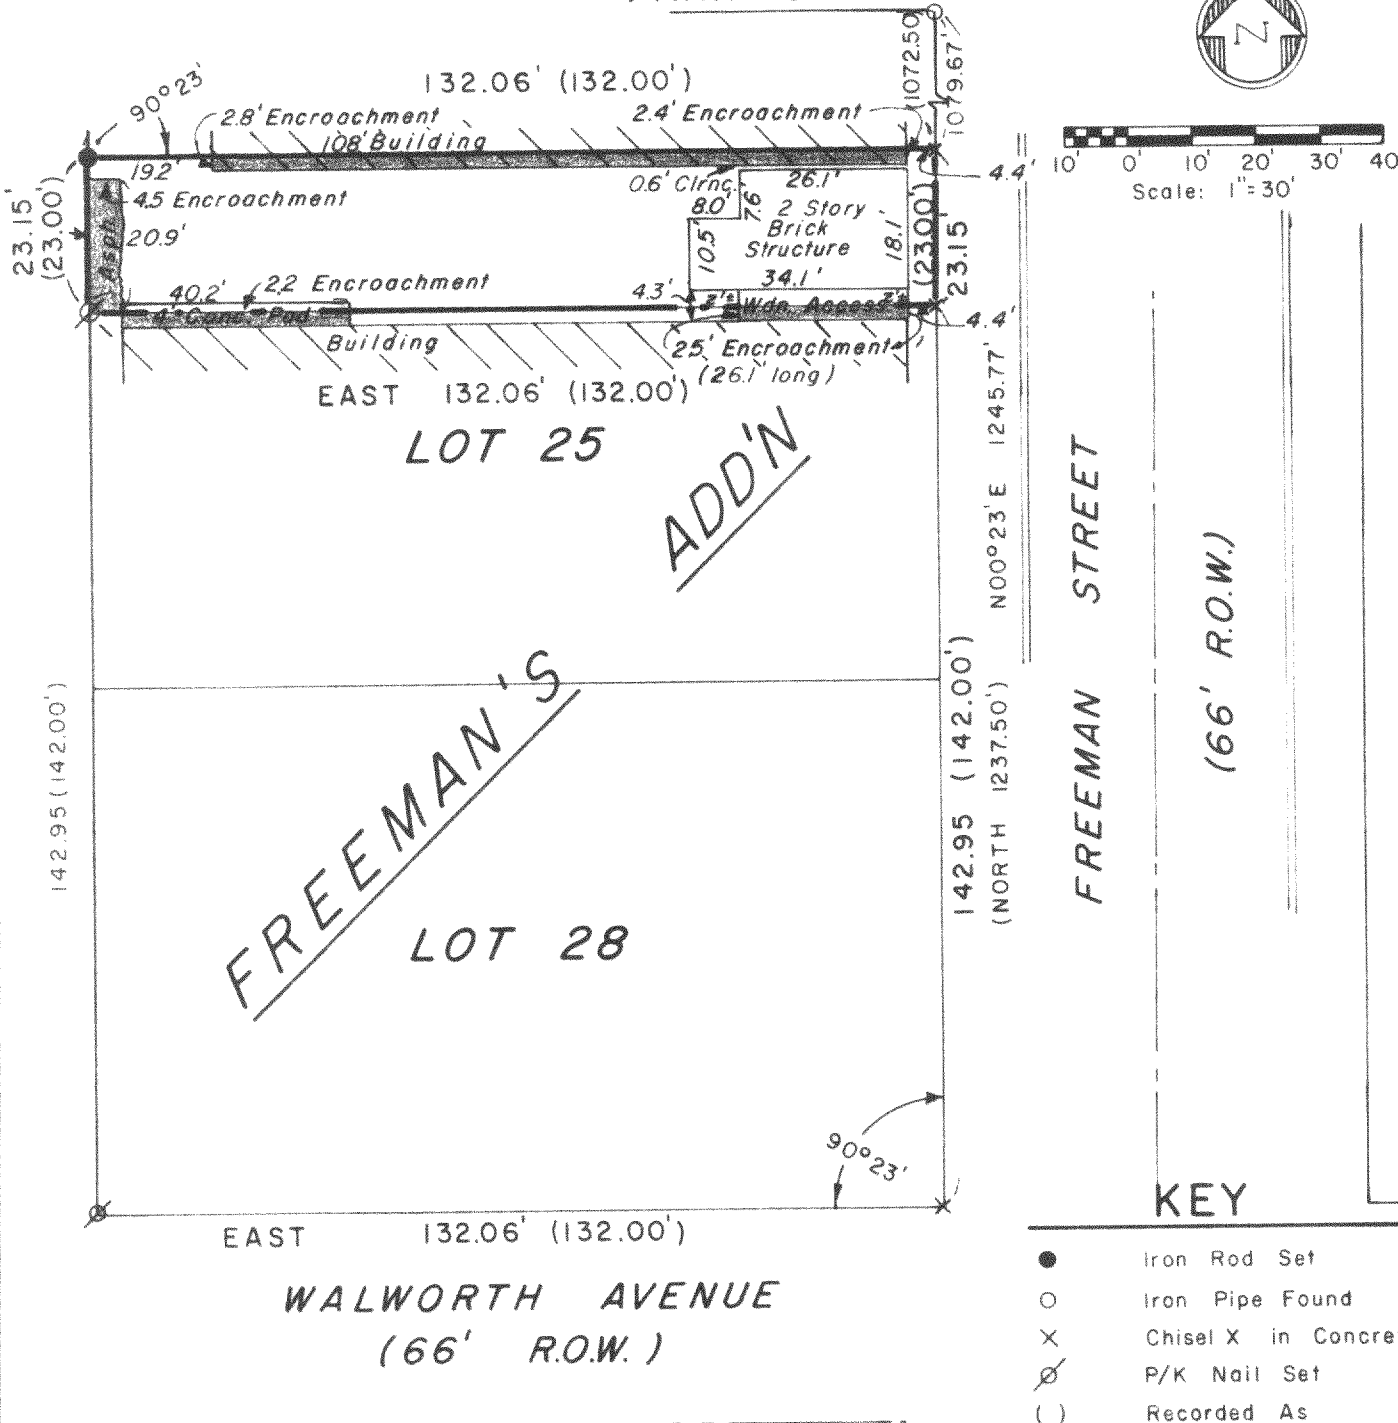 132.06' (132.00')
(1072.50
1079.67'
N
90°23'
2.8' Encroachment
2.4' Encroachment
108' Building
10' 0' 10' 20' 30' 40
Scale: 1"=30'
4.4'
19.2'
0.6' Clrnc.
26.1'
4.5 Encroachment
8.0'
7.6'
2 Story
Brick
Structure
23.15'
(23.00')
Asph.
20.9'
10.5'
18.1'
(23.00')
23.15'
34.1'
2.2 Encroachment
40.2'
4.3'
3'±
Wdn. Access
3'±
4' Conc. Pad
4.4'
Building
2.5' Encroachment
(26.1' long)
EAST 132.06' (132.00')
LOT 25
ADD'N
N00°23'E 1245.77'
(NORTH 1237.50')
FREEMAN STREET
(66' R.O.W.)
FREEMAN'S
142.95 (142.00')
142.95 (142.00')
LOT 28
90°23'
EAST 132.06' (132.00')
WALWORTH AVENUE
(66' R.O.W.)
KEY
Iron Rod Set
Iron Pipe Found
Chisel X in Concre
P/K Nail Set
( ) Recorded As